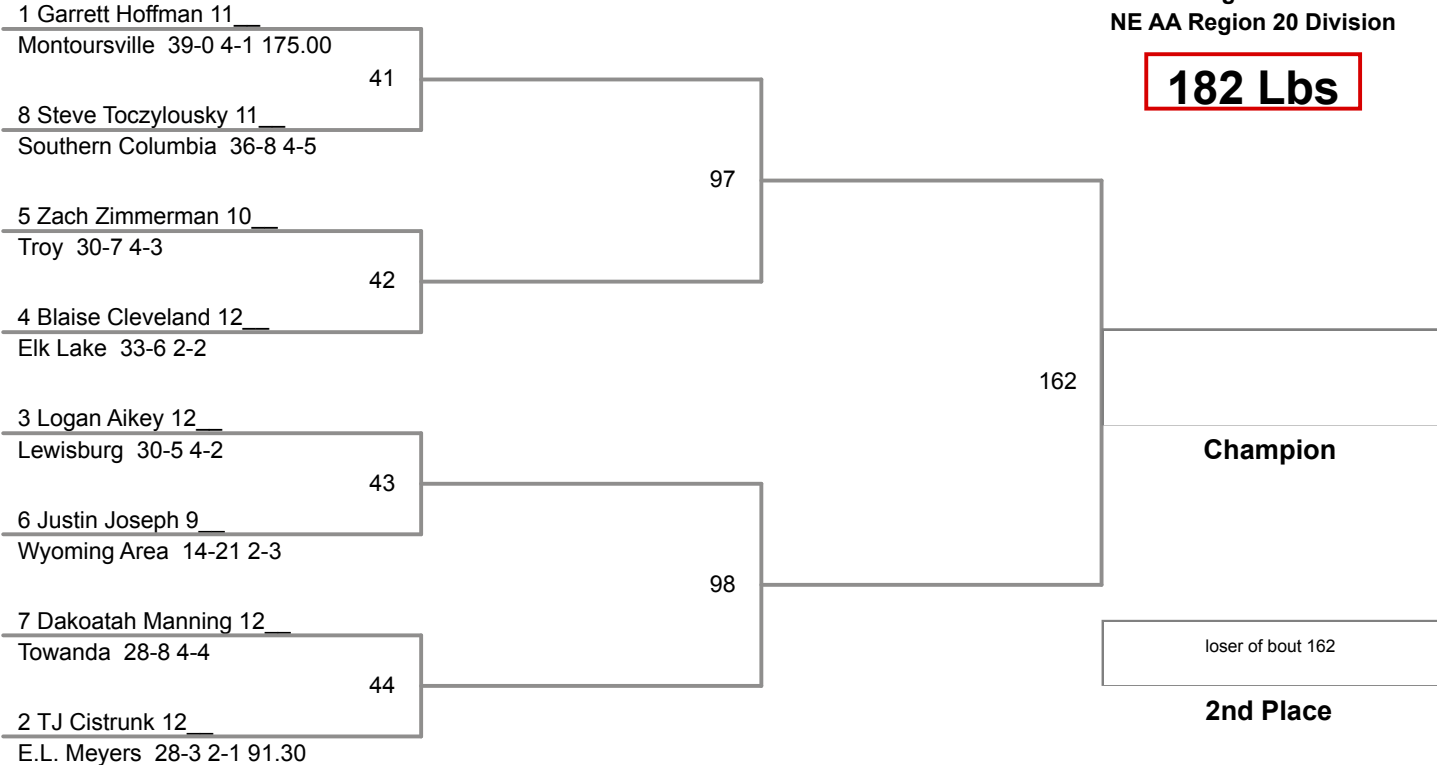 NE AA Region 20 Division
182 Lbs
1 Garrett Hoffman 11__
Montoursville 39-0 4-1 175.00
41
8 Steve Toczylousky 11__
Southern Columbia 36-8 4-5
97
5 Zach Zimmerman 10__
Troy 30-7 4-3
42
4 Blaise Cleveland 12__
Elk Lake 33-6 2-2
162
3 Logan Aikey 12__
Lewisburg 30-5 4-2
Champion
43
6 Justin Joseph 9__
Wyoming Area 14-21 2-3
98
7 Dakoatah Manning 12__
Towanda 28-8 4-4
loser of bout 162
44
2nd Place
2 TJ Cistrunk 12__
E.L. Meyers 28-3 2-1 91.30